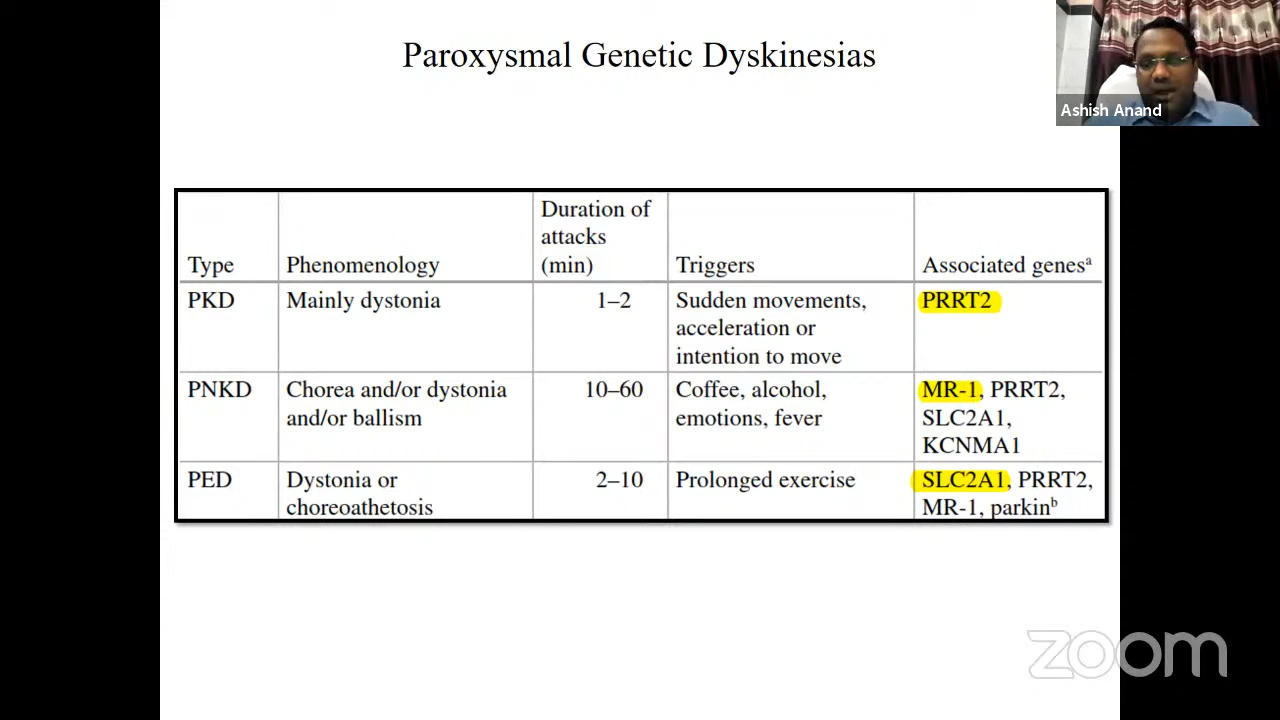 Paroxysmal Genetic Dyskinesias
Ashish Anand
Duration of
attacks
Type Phenomenology (min) Triggers Associated genesᵃ
PKD Mainly dystonia 1–2 Sudden movements, PRRT2
acceleration or
intention to move
PNKD Chorea and/or dystonia 10–60 Coffee, alcohol, MR-1, PRRT2,
and/or ballism emotions, fever SLC2A1,
KCNMA1
PED Dystonia or 2–10 Prolonged exercise SLC2A1, PRRT2,
choreoathetosis MR-1, parkinᵇ
zoom